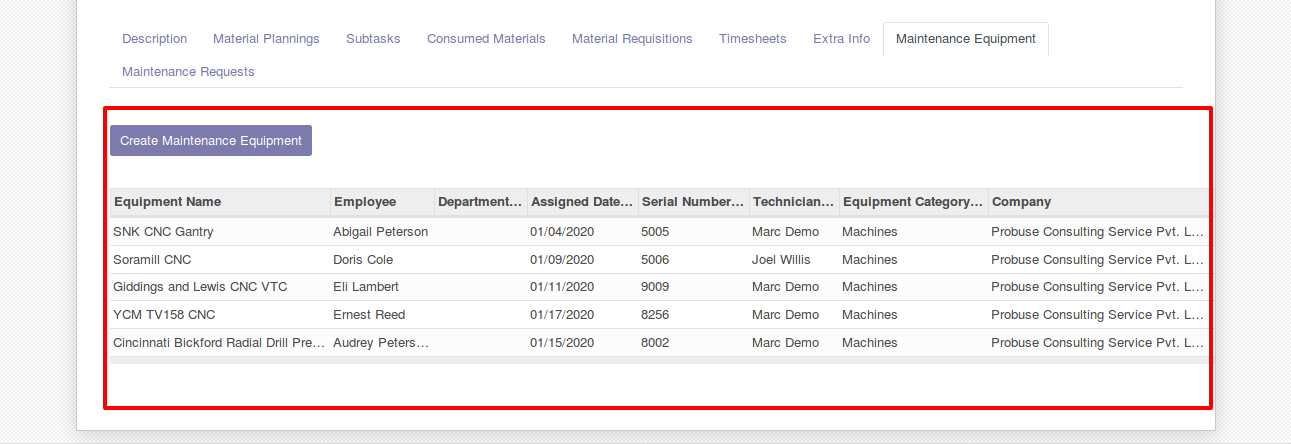 Description Material Plannings Subtasks Consumed Materials Material Requisitions Timesheets Extra Info Maintenance Equipment
Maintenance Requests
Create Maintenance Equipment
Equipment Name Employee Department... Assigned Date... Serial Number... Technician... Equipment Category... Company
SNK CNC Gantry Abigail Peterson 01/04/2020 5005 Marc Demo Machines Probuse Consulting Service Pvt. L...
Soramill CNC Doris Cole 01/09/2020 5006 Joel Willis Machines Probuse Consulting Service Pvt. L...
Giddings and Lewis CNC VTC Eli Lambert 01/11/2020 9009 Marc Demo Machines Probuse Consulting Service Pvt. L...
YCM TV158 CNC Ernest Reed 01/17/2020 8256 Marc Demo Machines Probuse Consulting Service Pvt. L...
Cincinnati Bickford Radial Drill Pre... Audrey Peters... 01/15/2020 8002 Marc Demo Machines Probuse Consulting Service Pvt. L...